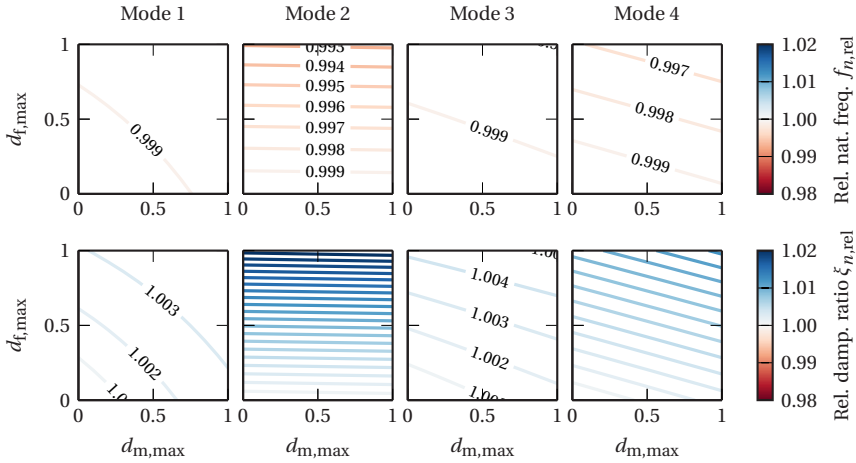 Mode 1 Mode 2 Mode 3 Mode 4
1 0.5 0
d_f,max
0.999
0.993
0.994
0.995
0.996
0.997
0.998
0.999
0.999
0.997
0.998
0.999
0 0.5 1 0 0.5 1 0 0.5 1 0 0.5 1
1.02
1.01
1.00
0.99
0.98
Rel. nat. freq. f_n,rel
1 0.5 0
d_f,max
1.003
1.002
1.004
1.003
1.002
0 0.5 1 0 0.5 1 0 0.5 1 0 0.5 1
d_m,max d_m,max d_m,max d_m,max
1.02
1.01
1.00
0.99
0.98
Rel. damp. ratio ξ_n,rel